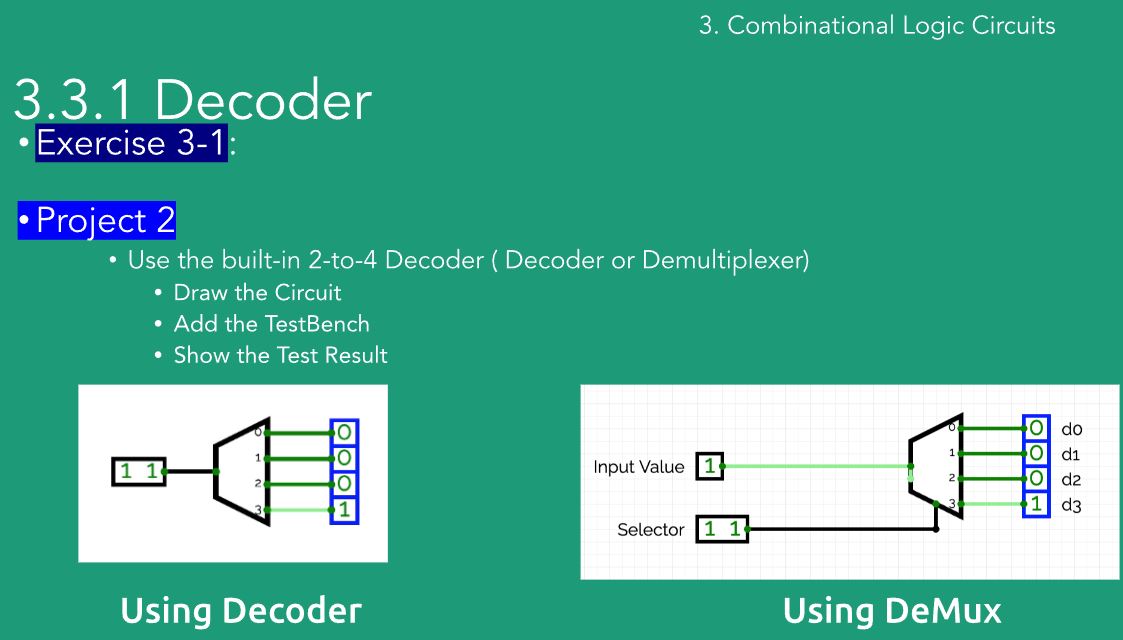 3. Combinational Logic Circuits
3.3.1 Decoder
• Exercise 3-1:
• Project 2
• Use the built-in 2-to-4 Decoder ( Decoder or Demultiplexer)
• Draw the Circuit
• Add the TestBench
• Show the Test Result
1 1
0 0
1 0
2 0
3 1
Using Decoder
Input Value 1
Selector 1 1
0 0 d0
1 0 d1
2 0 d2
3 1 d3
Using DeMux